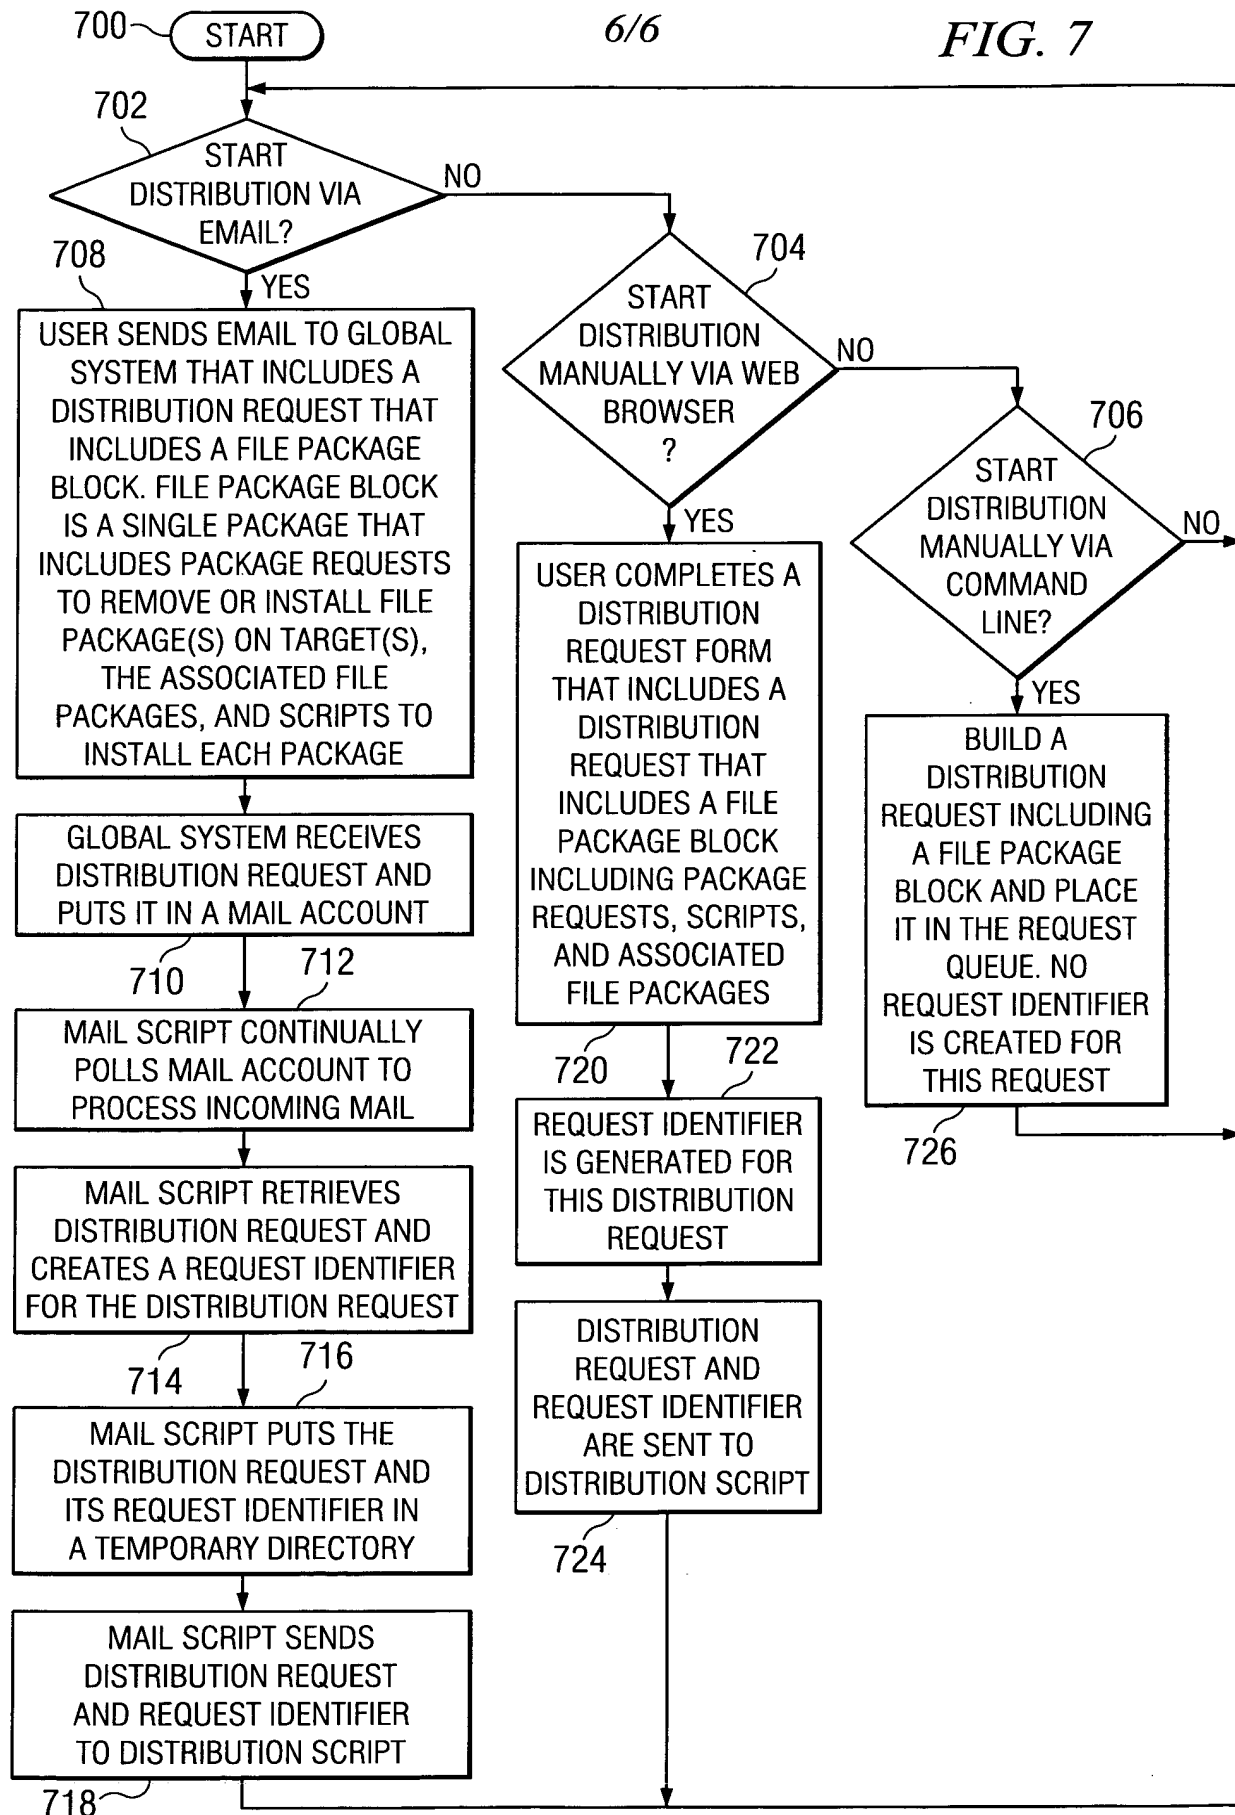 700
START
6/6
FIG. 7
702
START
DISTRIBUTION VIA
EMAIL?
NO
YES
704
START
DISTRIBUTION
MANUALLY VIA WEB
BROWSER
?
NO
YES
706
START
DISTRIBUTION
MANUALLY VIA
COMMAND
LINE?
NO
YES
708
USER SENDS EMAIL TO GLOBAL
SYSTEM THAT INCLUDES A
DISTRIBUTION REQUEST THAT
INCLUDES A FILE PACKAGE
BLOCK. FILE PACKAGE BLOCK
IS A SINGLE PACKAGE THAT
INCLUDES PACKAGE REQUESTS
TO REMOVE OR INSTALL FILE
PACKAGE(S) ON TARGET(S),
THE ASSOCIATED FILE
PACKAGES, AND SCRIPTS TO
INSTALL EACH PACKAGE
GLOBAL SYSTEM RECEIVES
DISTRIBUTION REQUEST AND
PUTS IT IN A MAIL ACCOUNT
710
712
MAIL SCRIPT CONTINUALLY
POLLS MAIL ACCOUNT TO
PROCESS INCOMING MAIL
MAIL SCRIPT RETRIEVES
DISTRIBUTION REQUEST AND
CREATES A REQUEST IDENTIFIER
FOR THE DISTRIBUTION REQUEST
714
716
MAIL SCRIPT PUTS THE
DISTRIBUTION REQUEST AND
ITS REQUEST IDENTIFIER IN
A TEMPORARY DIRECTORY
MAIL SCRIPT SENDS
DISTRIBUTION REQUEST
AND REQUEST IDENTIFIER
TO DISTRIBUTION SCRIPT
718
USER COMPLETES A
DISTRIBUTION
REQUEST FORM
THAT INCLUDES A
DISTRIBUTION
REQUEST THAT
INCLUDES A FILE
PACKAGE BLOCK
INCLUDING PACKAGE
REQUESTS, SCRIPTS,
AND ASSOCIATED
FILE PACKAGES
720
722
REQUEST IDENTIFIER
IS GENERATED FOR
THIS DISTRIBUTION
REQUEST
DISTRIBUTION
REQUEST AND
REQUEST IDENTIFIER
ARE SENT TO
DISTRIBUTION SCRIPT
724
BUILD A
DISTRIBUTION
REQUEST INCLUDING
A FILE PACKAGE
BLOCK AND PLACE
IT IN THE REQUEST
QUEUE. NO
REQUEST IDENTIFIER
IS CREATED FOR
THIS REQUEST
726